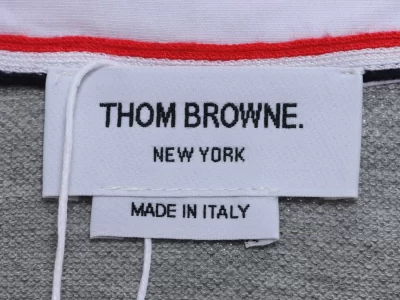 THOM BROWNE.
NEW YORK
MADE IN ITALY